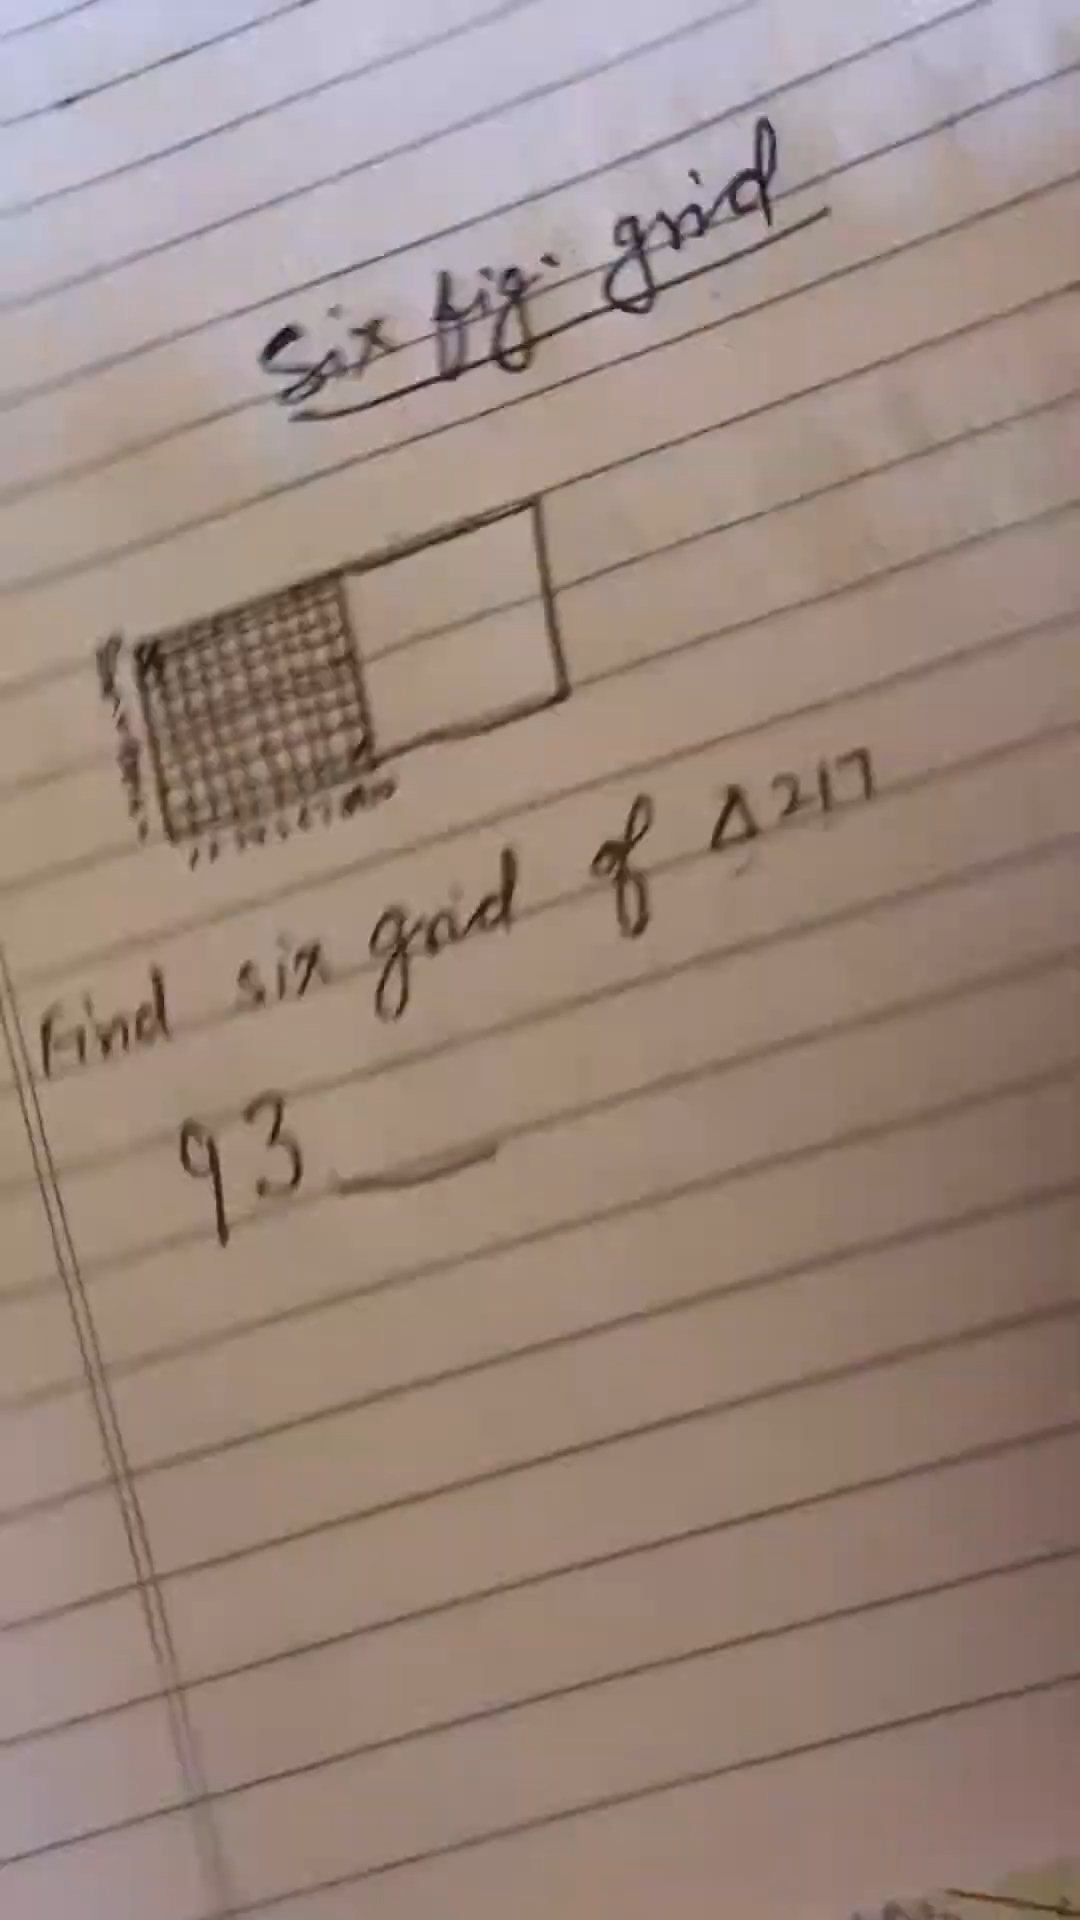 Six fig. grid
Find six grid of Δ217
93